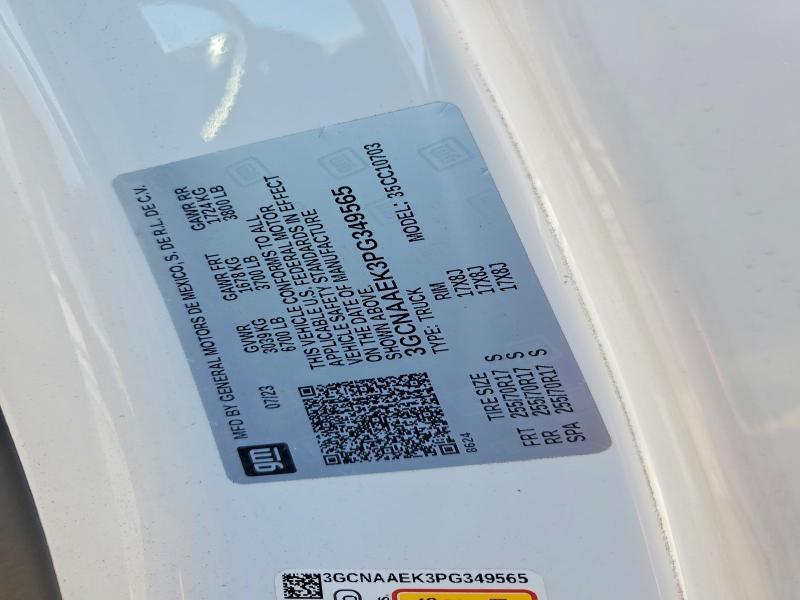 gm
MFD BY GENERAL MOTORS DE MEXICO, S. DE R.L. DE C.V.
07/23
GVWR GAWR FRT GAWR RR
3039 KG 1678 KG 1724 KG
6700 LB 3700 LB 3800 LB
THIS VEHICLE CONFORMS TO ALL
APPLICABLE U.S. FEDERAL MOTOR
VEHICLE SAFETY STANDARDS IN EFFECT
ON THE DATE OF MANUFACTURE
SHOWN ABOVE
3GCNAAEK3PG349565
TYPE: TRUCK MODEL: 3SCC10703
8624
TIRE SIZE RIM
FRT 255/70R17 S 17X8J
RR 255/70R17 S 17X8J
SPA 255/70R17 S 17X8J
3GCNAAEK3PG349565